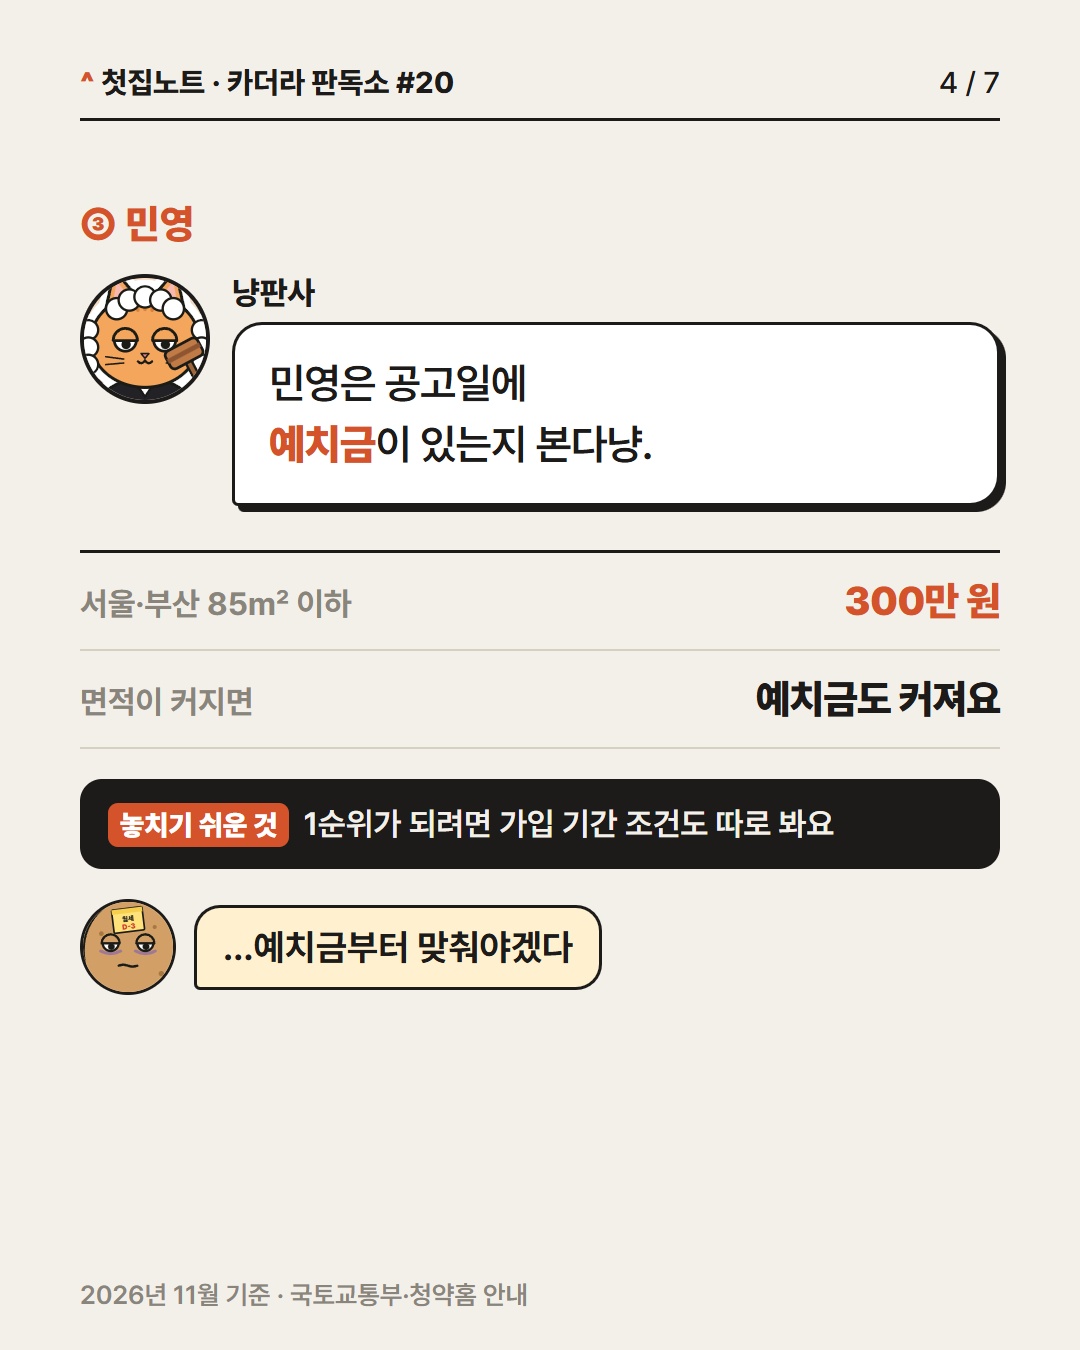 ^ 첫집노트 · 카더라 판독소 #20
4 / 7
③ 민영
냥판사
민영은 공고일에
예치금이 있는지 본다냥.
서울·부산 85m² 이하
300만 원
면적이 커지면
예치금도 커져요
놓치기 쉬운 것 1순위가 되려면 가입 기간 조건도 따로 봐요
월세
D-3
...예치금부터 맞춰야겠다
2026년 11월 기준 · 국토교통부·청약홈 안내